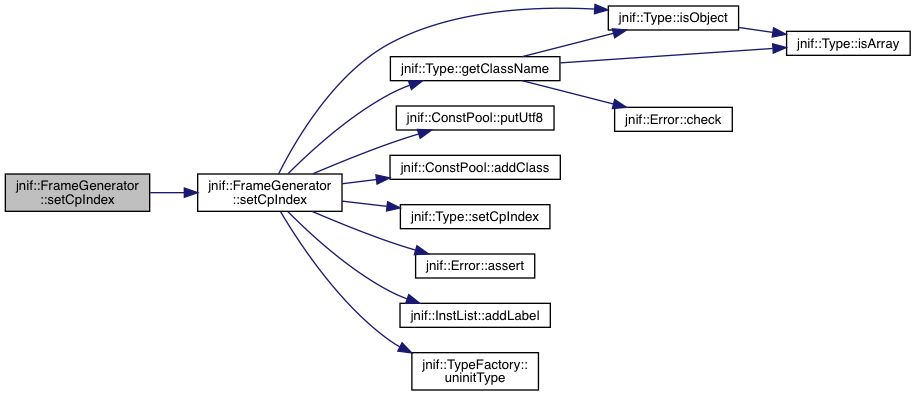 jnif::FrameGenerator
::setCpIndex
jnif::FrameGenerator
::setCpIndex
jnif::Type::isObject
jnif::Type::isArray
jnif::Type::getClassName
jnif::Error::check
jnif::ConstPool::putUtf8
jnif::ConstPool::addClass
jnif::Type::setCpIndex
jnif::Error::assert
jnif::InstList::addLabel
jnif::TypeFactory::
uninitType